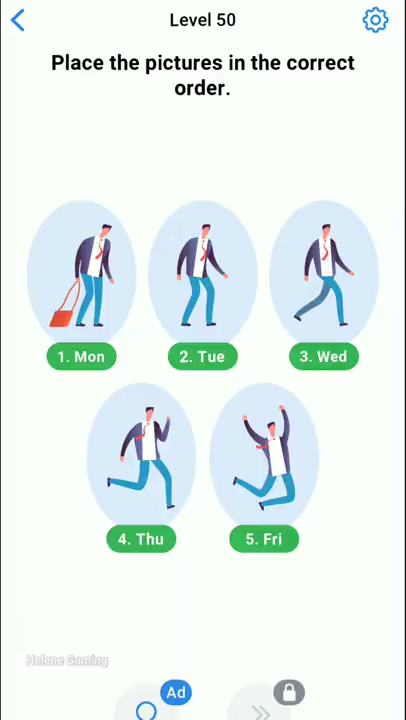 Level 50
Place the pictures in the correct
order.
1. Mon
2. Tue
3. Wed
4. Thu
5. Fri
Helene Gaming
Ad